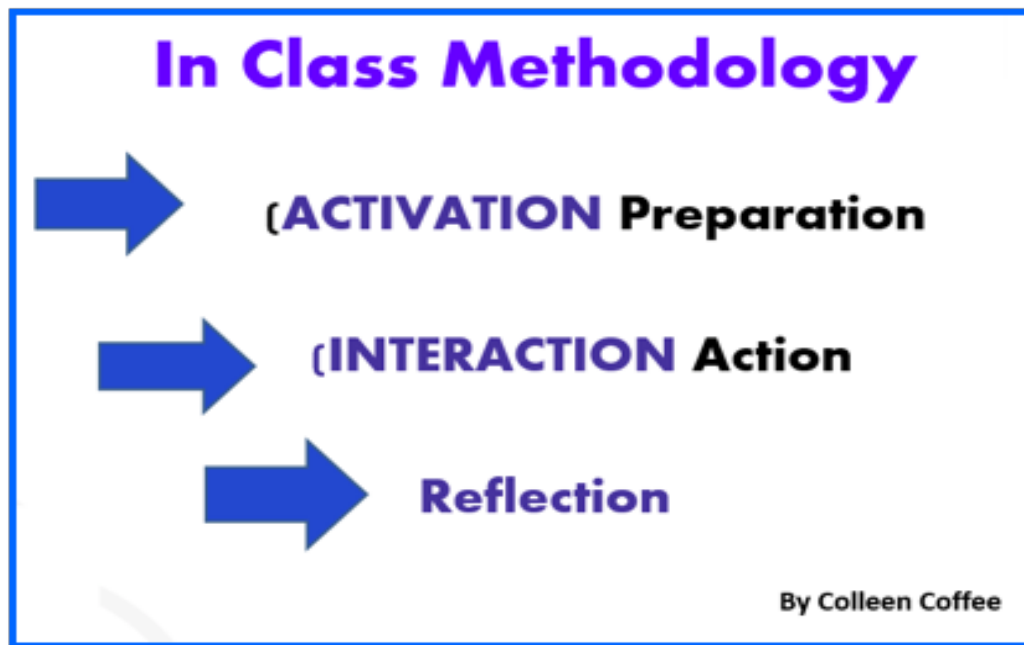 In Class Methodology
(ACTIVATION Preparation
(INTERACTION Action
Reflection
By Colleen Coffee